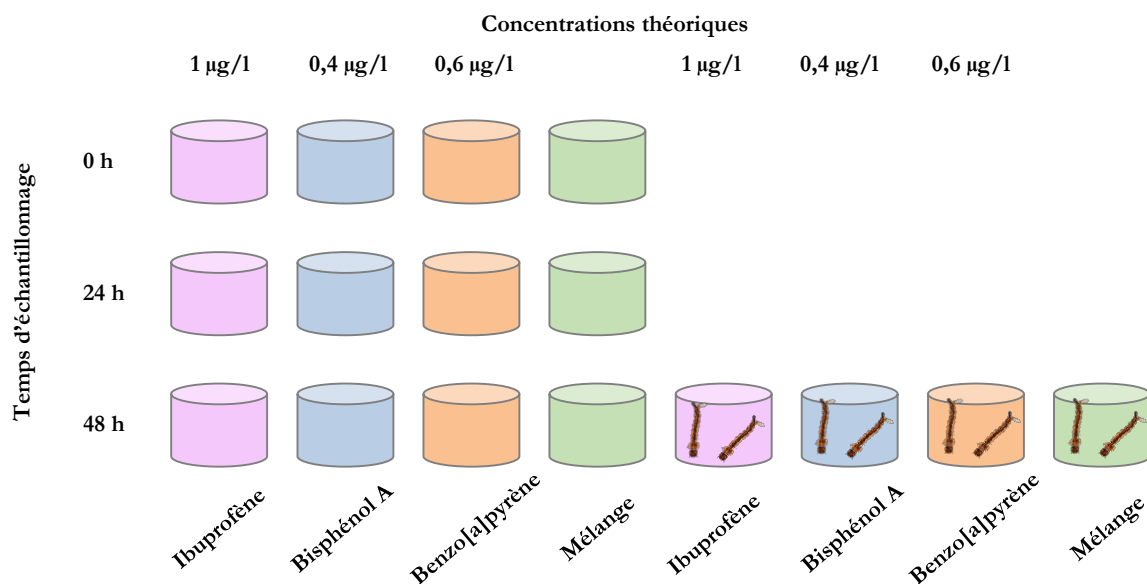 Concentrations théoriques
1 µg/l 0,4 µg/l 0,6 µg/l 1 µg/l 0,4 µg/l 0,6 µg/l
Temps d'échantillonnage
0 h
24 h
48 h
Ibuprofène Bisphénol A Benzo[a]pyrène Mélange Ibuprofène Bisphénol A Benzo[a]pyrène Mélange